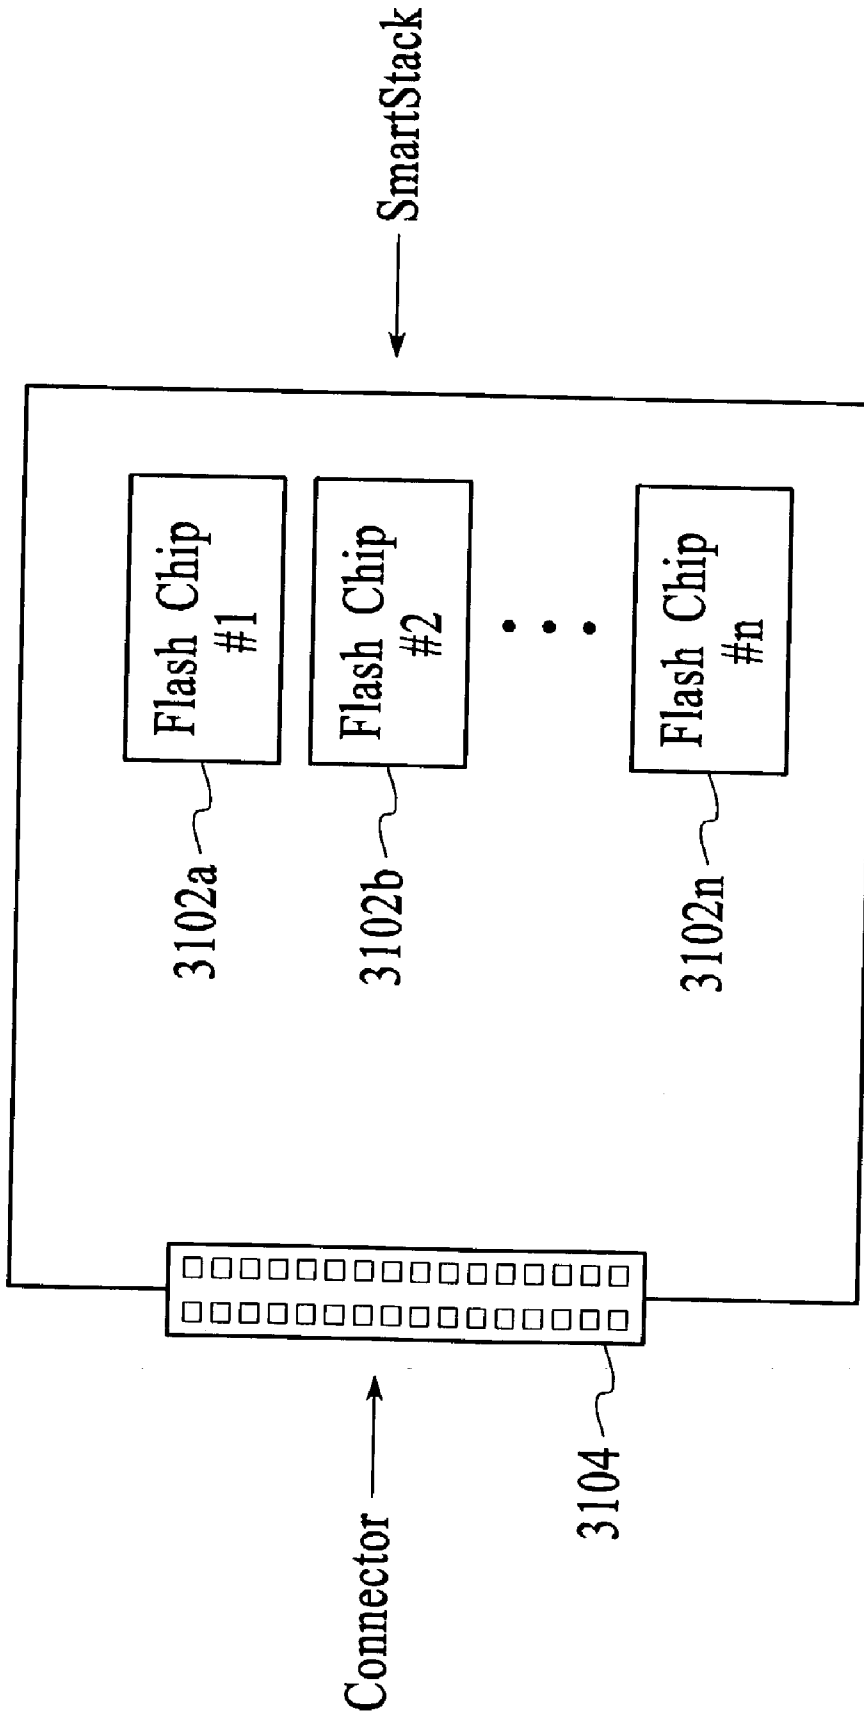 SmartStack
Flash Chip
#1
3102a
Flash Chip
#2
3102b
Flash Chip
#n
3102n
Connector
3104